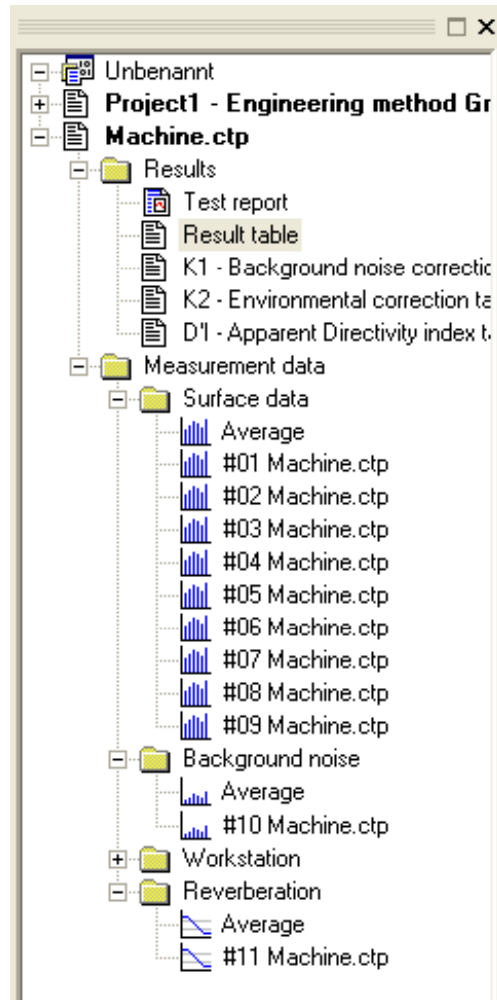 Unbenannt
Project1 - Engineering method Gr
Machine.ctp
Results
Test report
Result table
K1 - Background noise correctic
K2 - Environmental correction ta
D'I - Apparent Directivity index t
Measurement data
Surface data
Average
#01 Machine.ctp
#02 Machine.ctp
#03 Machine.ctp
#04 Machine.ctp
#05 Machine.ctp
#06 Machine.ctp
#07 Machine.ctp
#08 Machine.ctp
#09 Machine.ctp
Background noise
Average
#10 Machine.ctp
Workstation
Reverberation
Average
#11 Machine.ctp